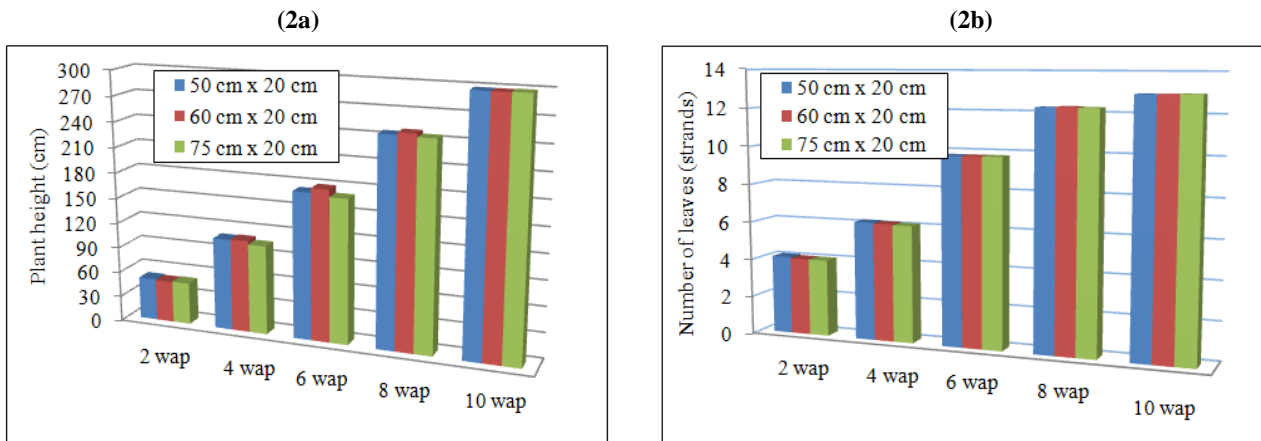 (2a)
Plant height (cm)
300
270
240
210
180
150
120
90
60
30
0
50 cm x 20 cm
60 cm x 20 cm
75 cm x 20 cm
2 wap
4 wap
6 wap
8 wap
10 wap
(2b)
Number of leaves (strands)
14
12
10
8
6
4
2
0
50 cm x 20 cm
60 cm x 20 cm
75 cm x 20 cm
2 wap
4 wap
6 wap
8 wap
10 wap